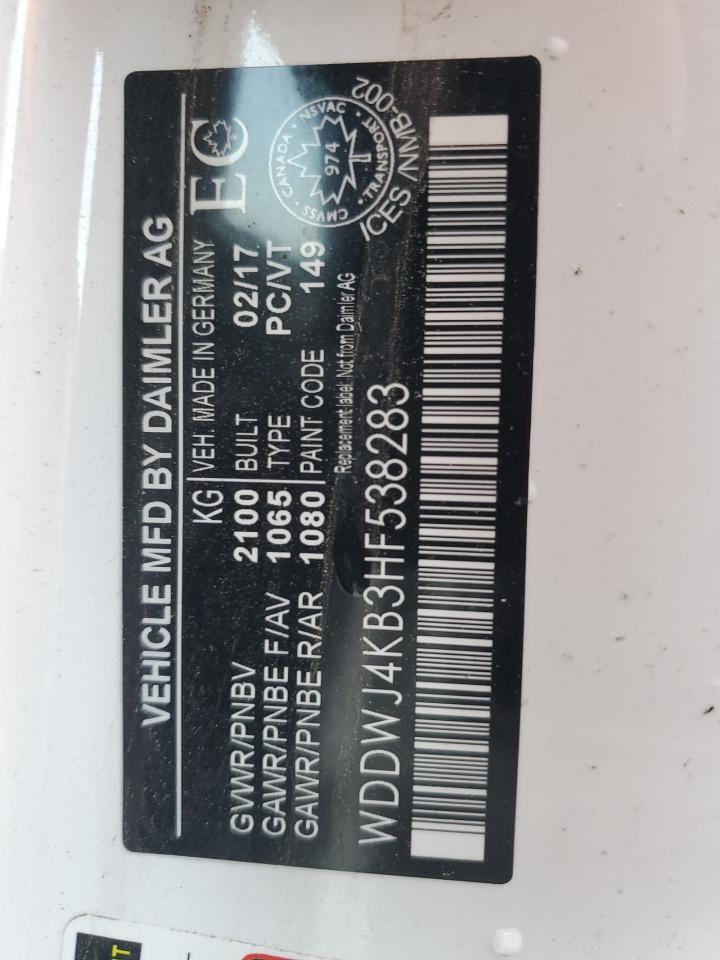 VEHICLE MFD BY DAIMLER AG
KG VEH. MADE IN GERMANY
EC
GVWR/PNBV 2100 BUILT 02/17
GAWR/PNBE F/AV 1065 TYPE PC/VT
GAWR/PNBE R/AR 1080 PAINT CODE 149
CANADA · NSVAC · TRANSPORT · CMVSS
974
ICES/NMB-002
Replacement label: Not from Daimler AG
WDDWJ4KB3HF538283